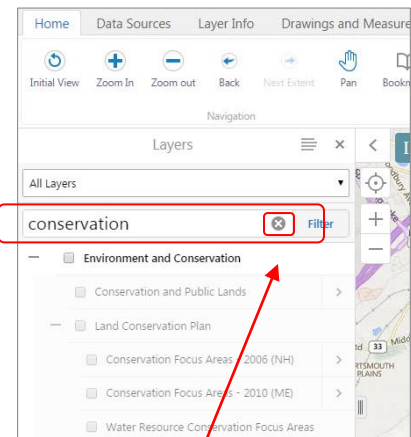 Home Data Sources Layer Info Drawings and Measure
Initial View Zoom In Zoom out Back Next Extent Pan Bookm
Navigation
Layers
All Layers
conservation Filter
Environment and Conservation
Conservation and Public Lands
Land Conservation Plan
Conservation Focus Areas - 2006 (NH)
33
Conservation Focus Areas - 2010 (ME)
Water Resource Conservation Focus Areas